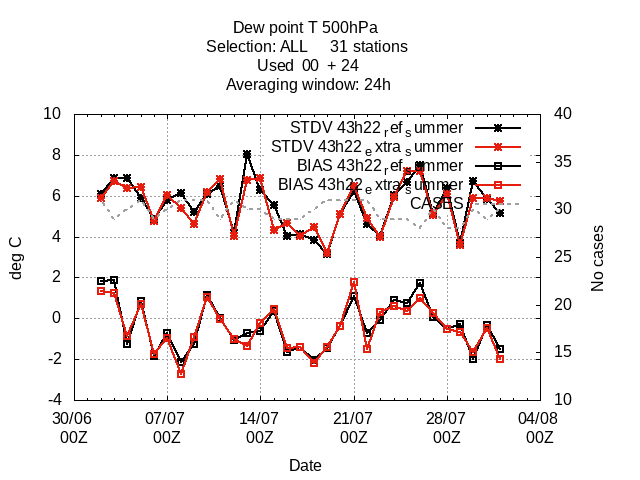 Dew point T 500hPa
Selection: ALL 31 stations
Used 00 + 24
Averaging window: 24h
10
8
6
4
2
0
-2
-4
40
35
30
25
20
15
10
deg C
No cases
STDV 43h22 ref summer
STDV 43h22 extra summer
BIAS 43h22 ref summer
BIAS 43h22 extra summer
CASES
30/06 07/07 14/07 21/07 28/07 04/08
00Z 00Z 00Z 00Z 00Z 00Z
Date